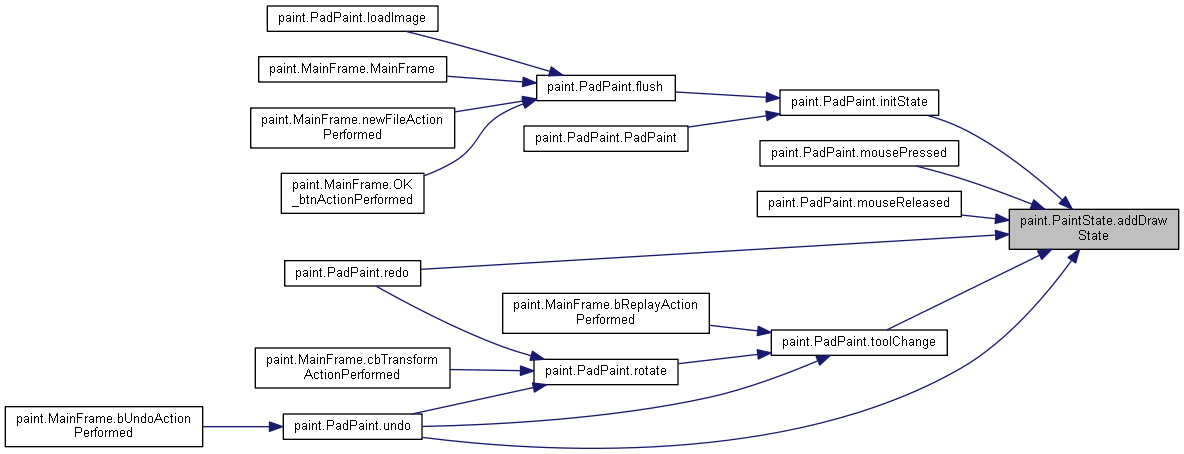 paint.PadPaint.loadImage
paint.MainFrame.MainFrame
paint.PadPaint.flush
paint.PadPaint.initState
paint.MainFrame.newFileAction
Performed
paint.PadPaint.PadPaint
paint.PadPaint.mousePressed
paint.MainFrame.OK
_btnActionPerformed
paint.PadPaint.mouseReleased
paint.PaintState.addDraw
State
paint.PadPaint.redo
paint.MainFrame.bReplayAction
Performed
paint.PadPaint.toolChange
paint.MainFrame.cbTransform
ActionPerformed
paint.PadPaint.rotate
paint.MainFrame.bUndoAction
Performed
paint.PadPaint.undo